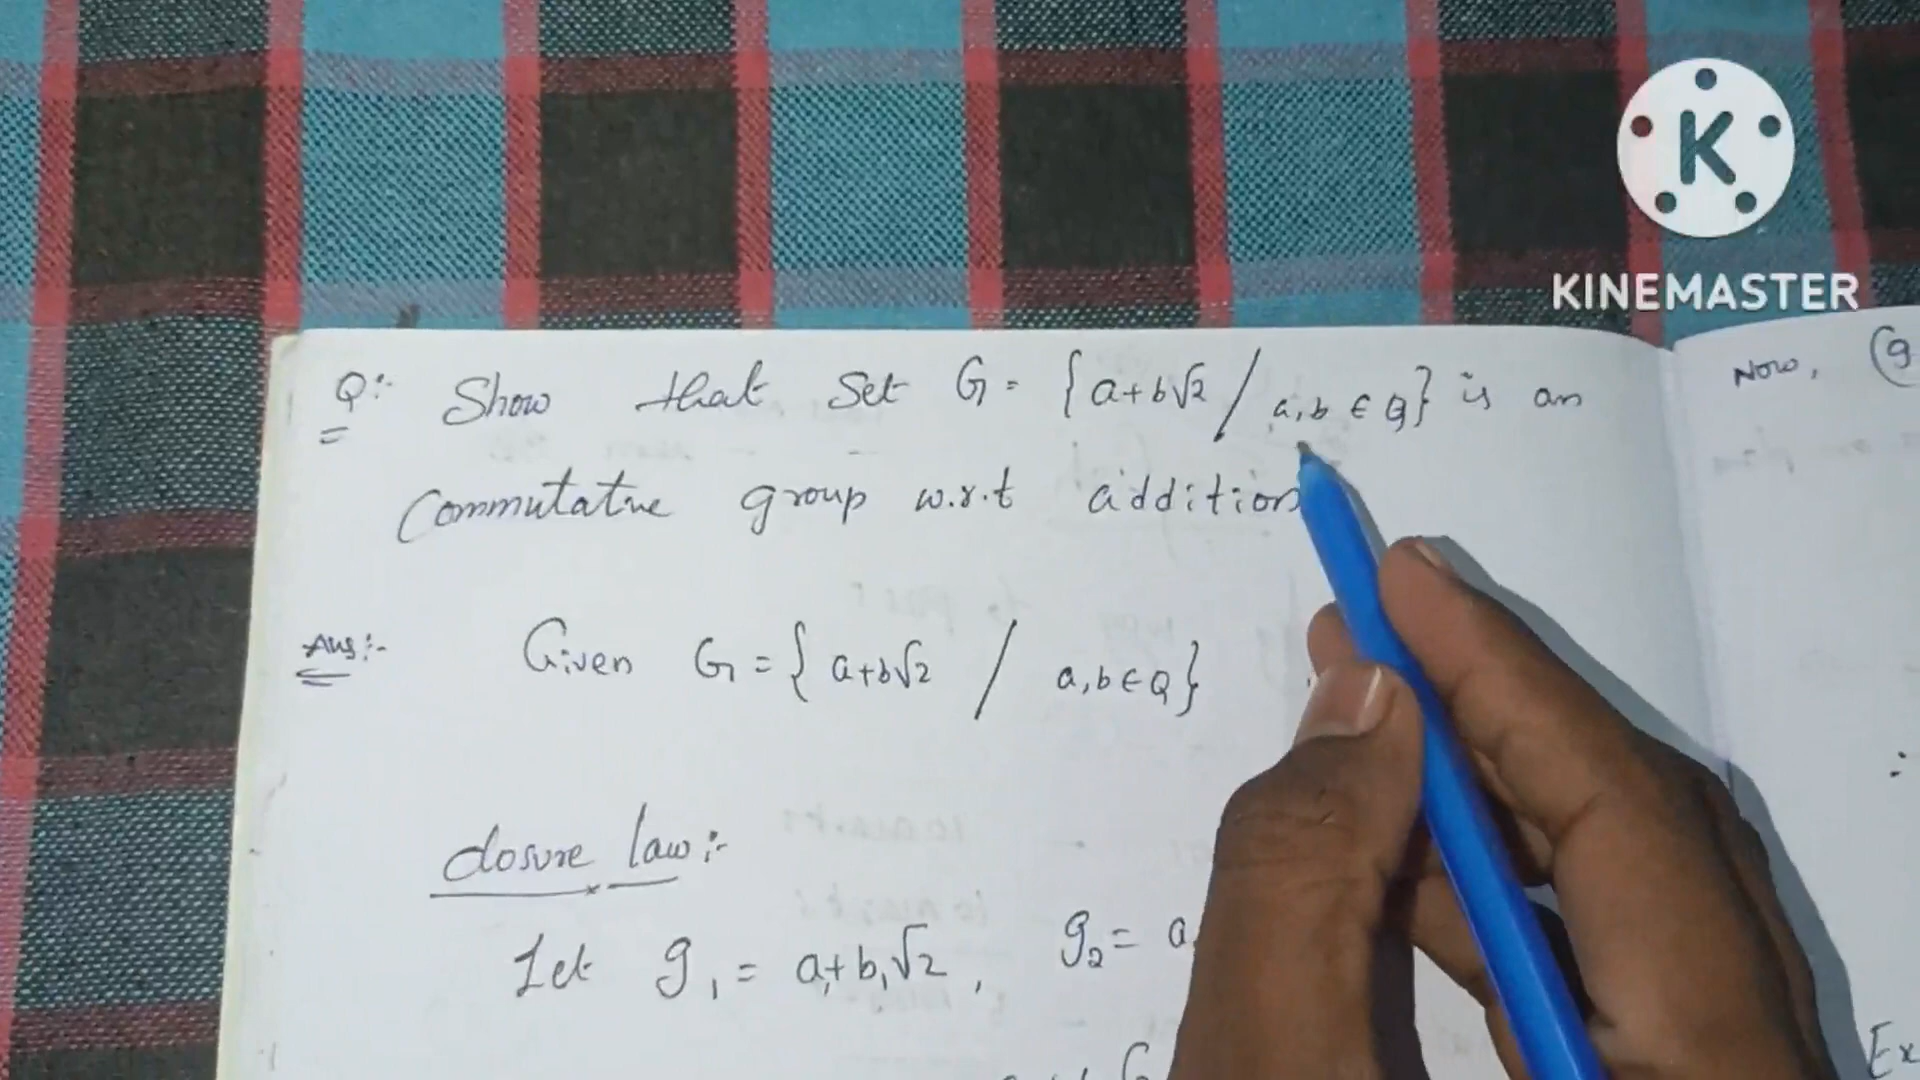 KINEMASTER
Q:- Show that Set G = {a+b√2 / a,b ∈ Q} is an
Commutative group w.r.t addition
Ans:- Given G = { a+b√2 / a,b ∈ Q}
closure law:-
Let g₁ = a₁+b₁√2, g₂ = a
Now, (g
Ex